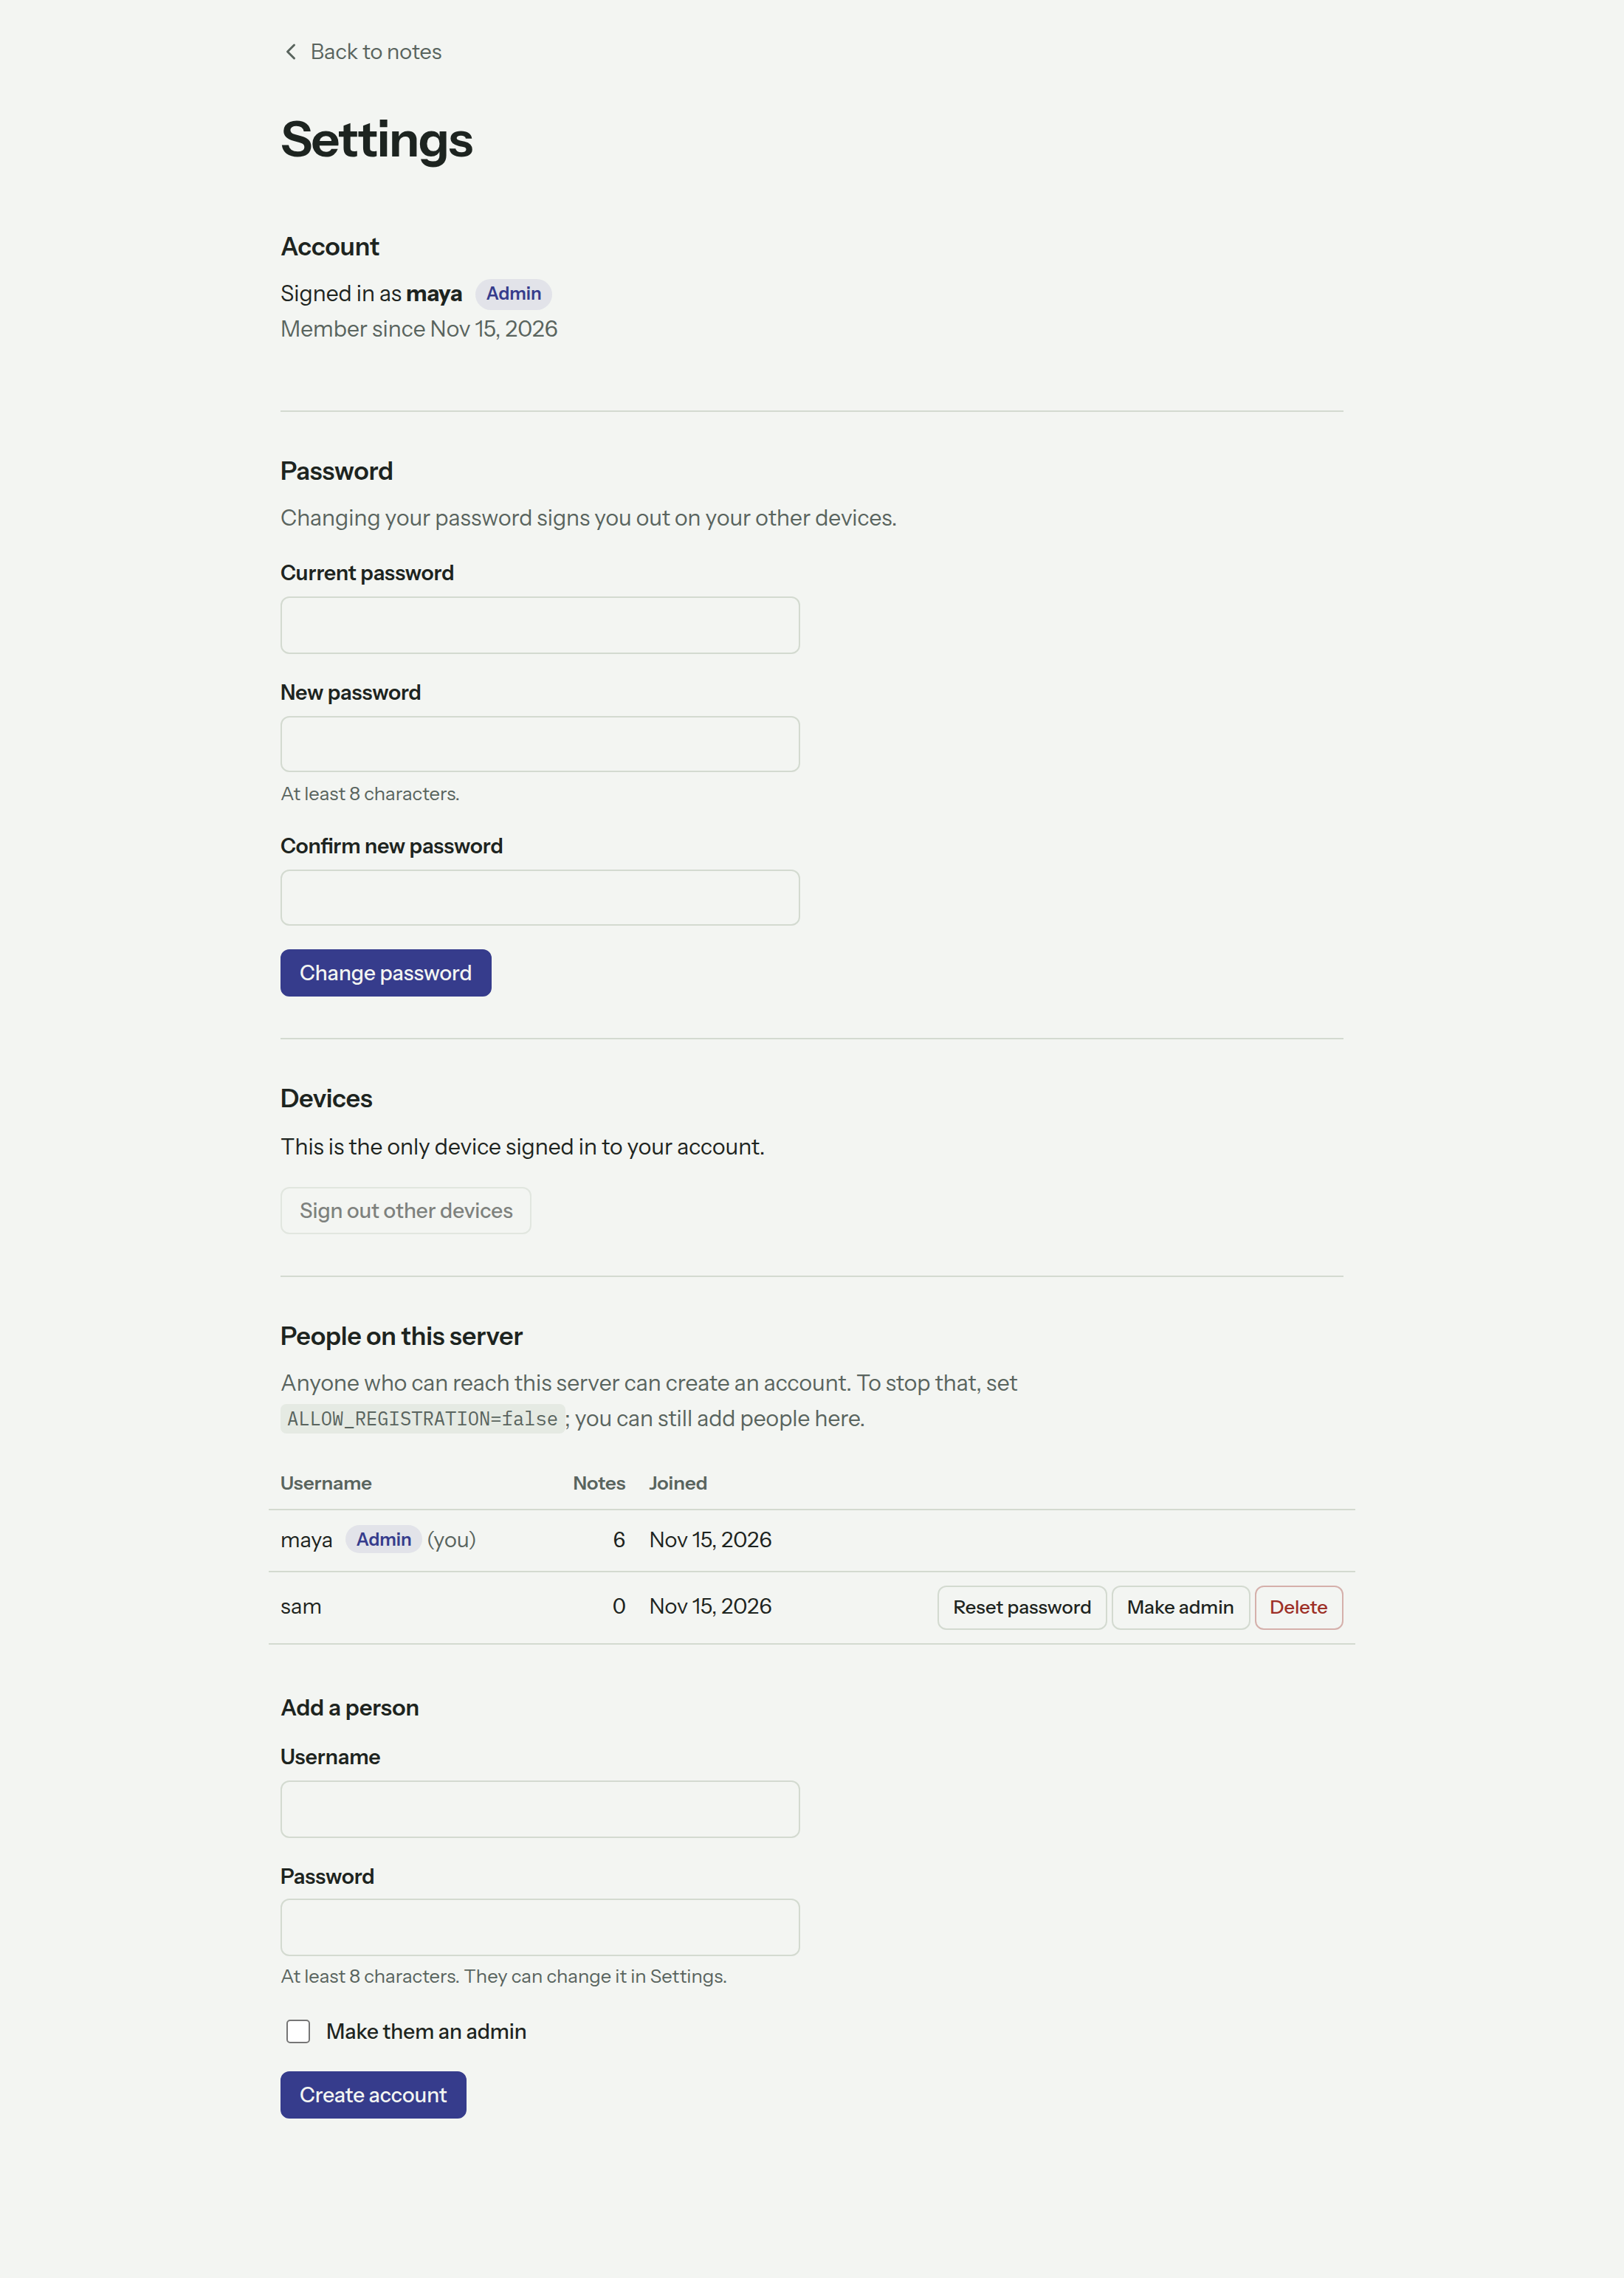 Back to notes
Settings
Account
Signed in as maya Admin
Member since Nov 15, 2026
Password
Changing your password signs you out on your other devices.
Current password
New password
At least 8 characters.
Confirm new password
Change password
Devices
This is the only device signed in to your account.
Sign out other devices
People on this server
Anyone who can reach this server can create an account. To stop that, set
ALLOW_REGISTRATION=false; you can still add people here.
Username Notes Joined
maya Admin (you) 6 Nov 15, 2026
sam 0 Nov 15, 2026 Reset password Make admin Delete
Add a person
Username
Password
At least 8 characters. They can change it in Settings.
Make them an admin
Create account